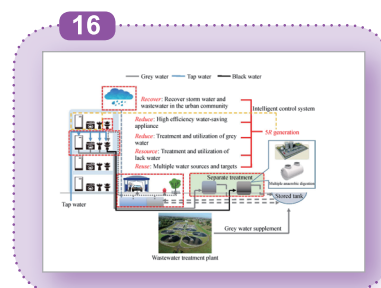 16
Grey water
Tap water
Black water
Recover: Recover storm water and
wastewater in the urban community
Intelligent control system
Reduce: High efficiency water-saving
appliance
5R generation
Reduce: Treatment and utilization of grey
water
Resource: Treatment and utilization of
lack water
Reuse: Multiple water sources and targets
Separate treatment
Multiple anaerobic digestion
Stored tank
Tap water
Grey water supplement
Wastewater treatment plant